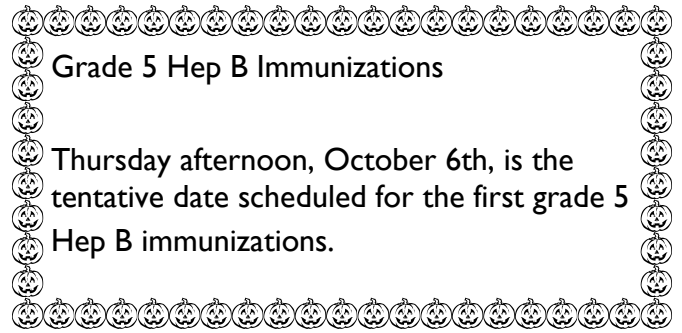 Grade 5 Hep B Immunizations
Thursday afternoon, October 6th, is the
tentative date scheduled for the first grade 5
Hep B immunizations.